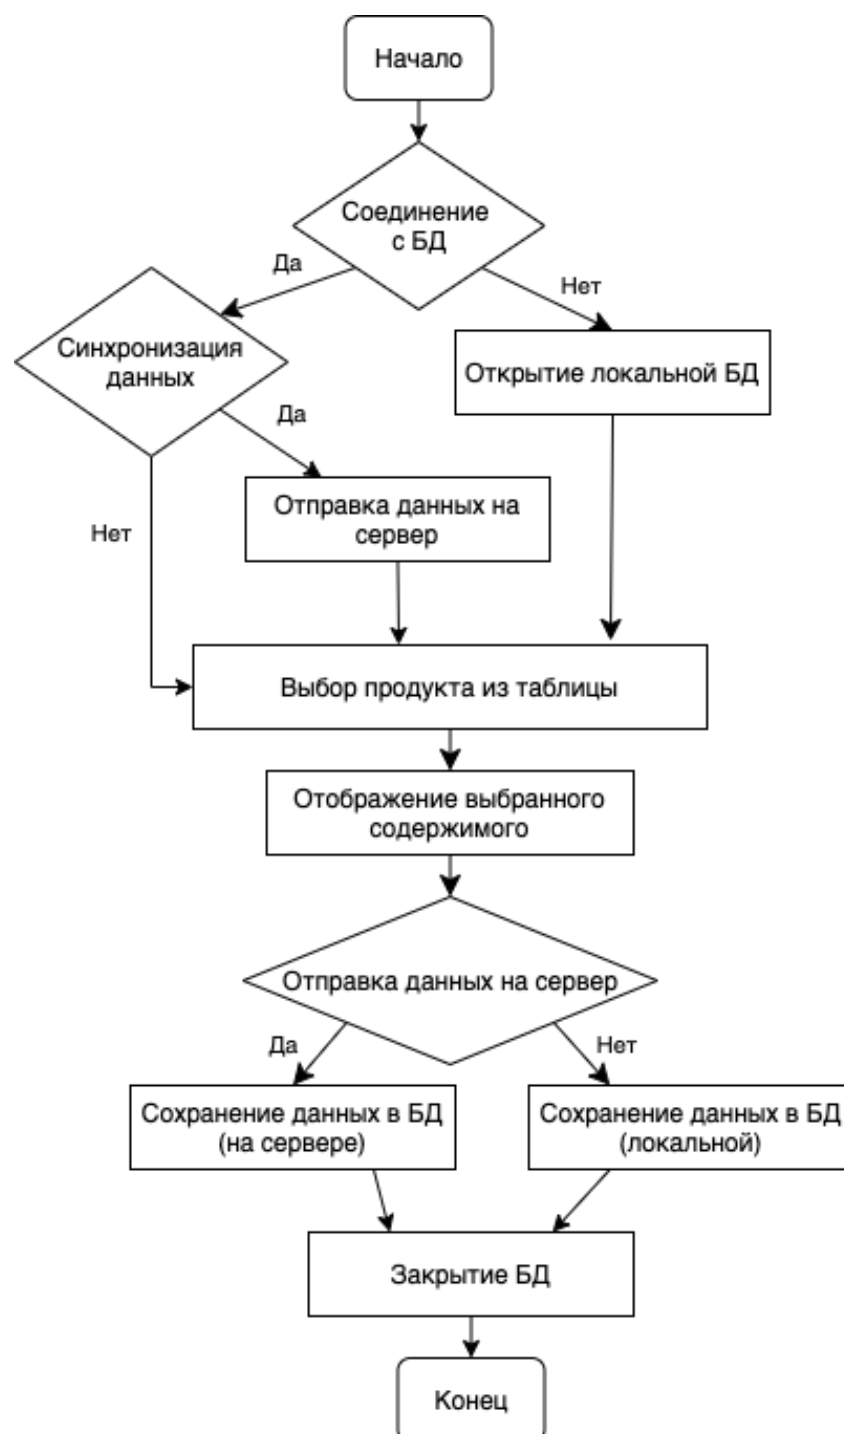 Начало
Соединение
с БД
Да
Нет
Синхронизация
данных
Открытие локальной БД
Да
Отправка данных на
сервер
Нет
Выбор продукта из таблицы
Отображение выбранного
содержимого
Отправка данных на сервер
Да
Нет
Сохранение данных в БД
(на сервере)
Сохранение данных в БД
(локальной)
Закрытие БД
Конец